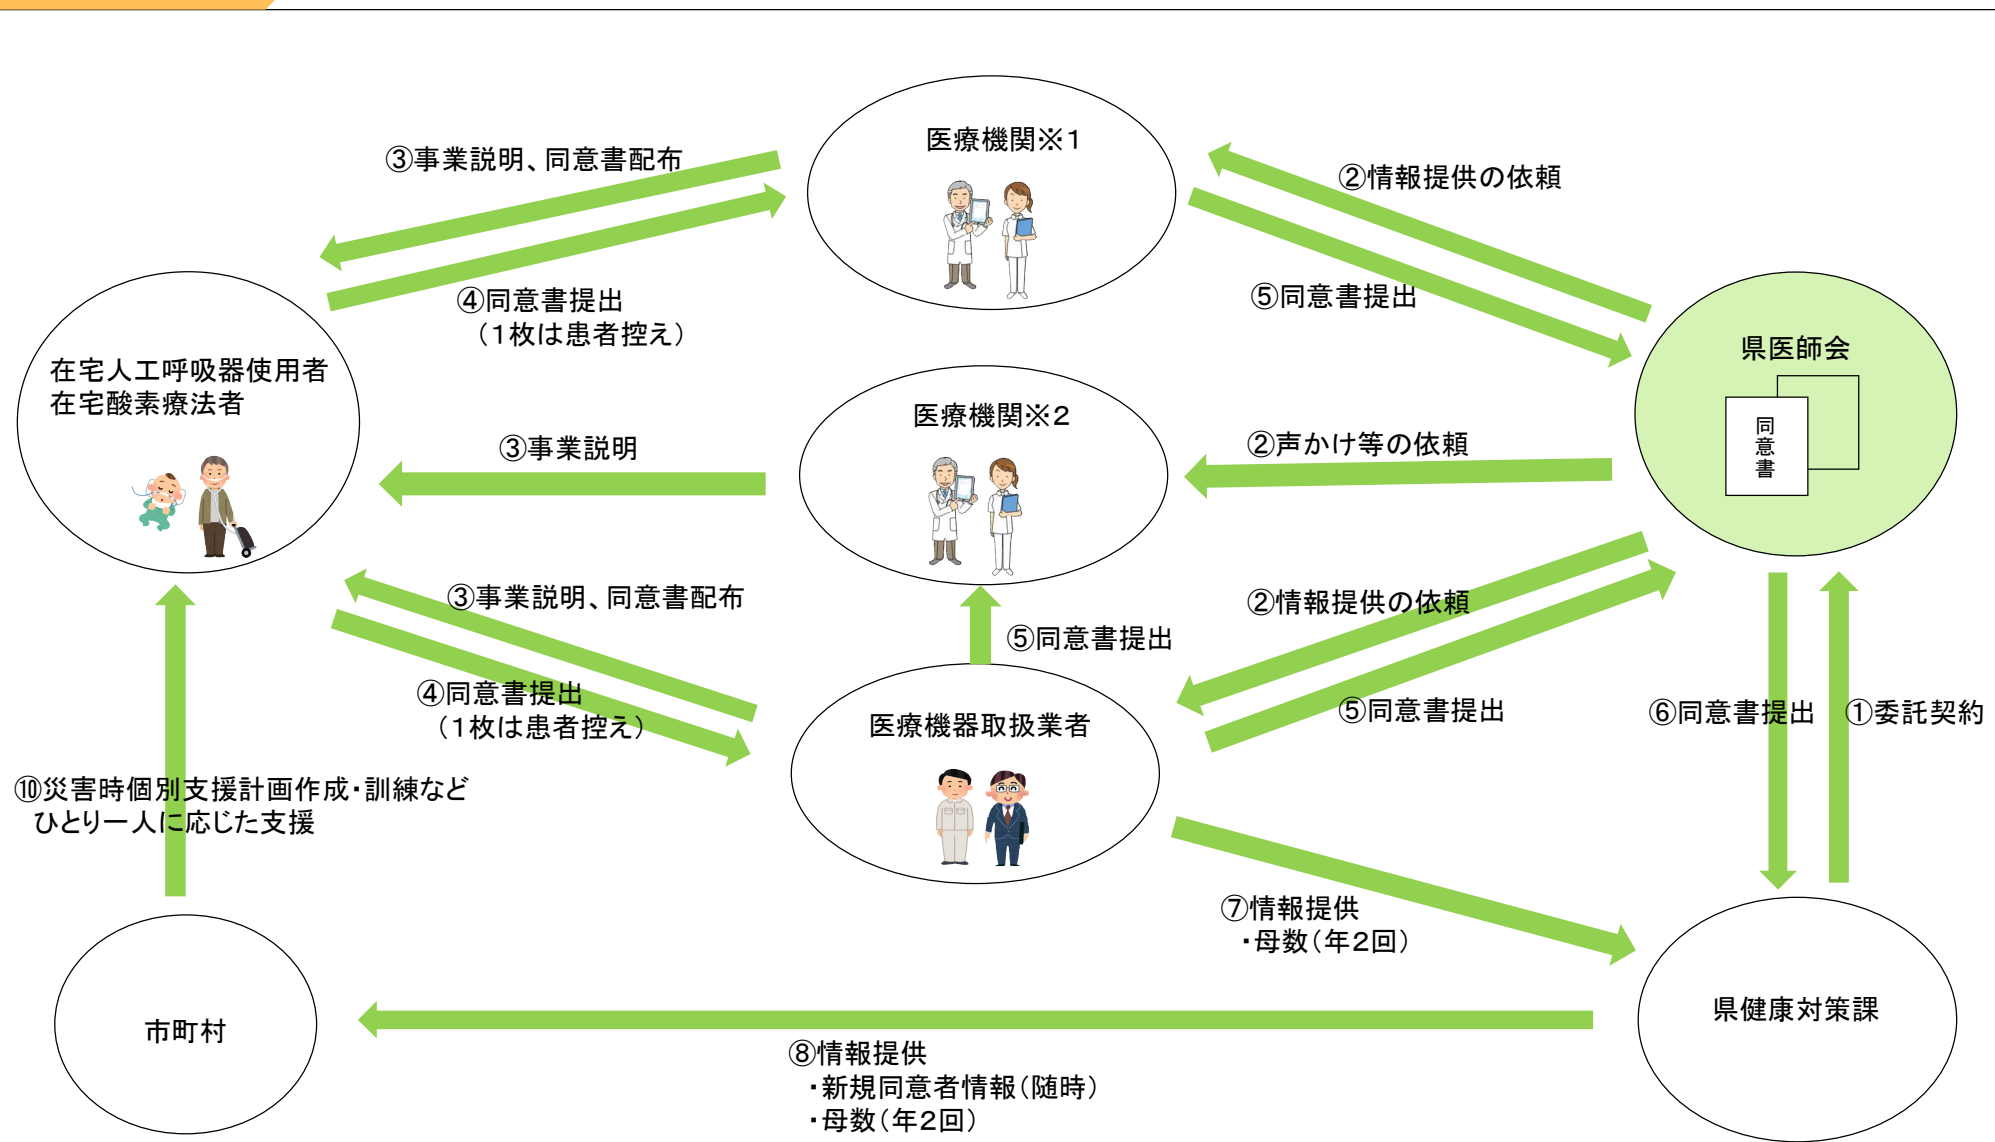 医療機関※1
③事業説明、同意書配布
②情報提供の依頼
④同意書提出
(1枚は患者控え)
⑤同意書提出
県医師会
同意書
在宅人工呼吸器使用者
在宅酸素療法者
医療機関※2
③事業説明
②声かけ等の依頼
③事業説明、同意書配布
②情報提供の依頼
⑤同意書提出
④同意書提出
(1枚は患者控え)
医療機器取扱業者
⑤同意書提出
⑥同意書提出
①委託契約
⑩災害時個別支援計画作成・訓練など
ひとり一人に応じた支援
⑦情報提供
・母数(年2回)
市町村
県健康対策課
⑧情報提供
・新規同意者情報(随時)
・母数(年2回)